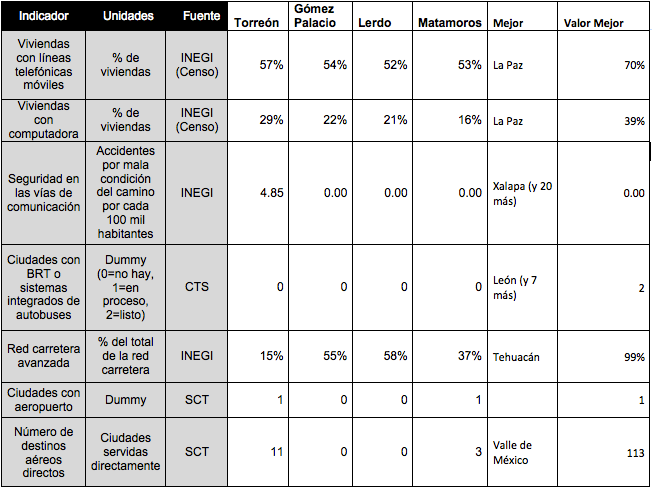 Indicador Unidades Fuente Torreón Gómez Palacio Lerdo Matamoros Mejor Valor Mejor
Viviendas con líneas telefónicas móviles % de viviendas INEGI (Censo) 57% 54% 52% 53% La Paz 70%
Viviendas con computadora % de viviendas INEGI (Censo) 29% 22% 21% 16% La Paz 39%
Seguridad en las vías de comunicación Accidentes por mala condición del camino por cada 100 mil habitantes INEGI 4.85 0.00 0.00 0.00 Xalapa (y 20 más) 0.00
Ciudades con BRT o sistemas integrados de autobuses Dummy (0=no hay, 1=en proceso, 2=listo) CTS 0 0 0 0 León (y 7 más) 2
Red carretera avanzada % del total de la red carretera INEGI 15% 55% 58% 37% Tehuacán 99%
Ciudades con aeropuerto Dummy SCT 1 0 0 1 1
Número de destinos aéreos directos Ciudades servidas directamente SCT 11 0 0 3 Valle de México 113